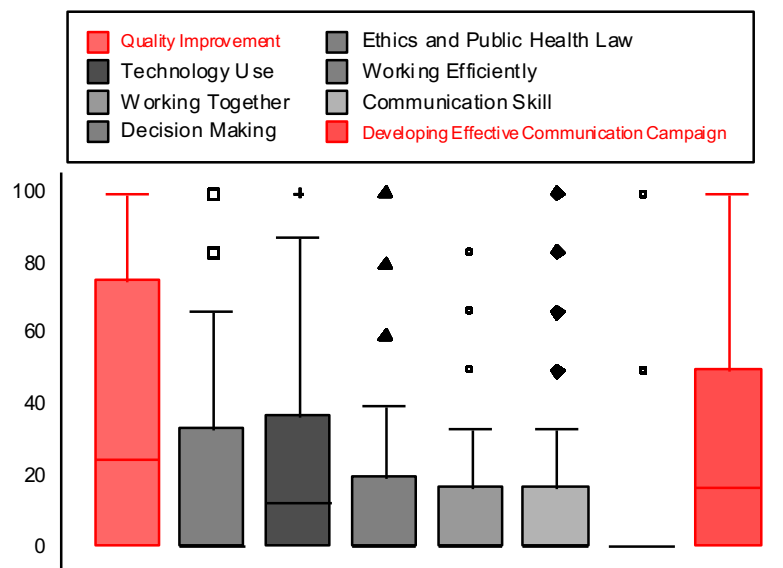 Quality Improvement
Technology Use
Working Together
Decision Making
Ethics and Public Health Law
Working Efficiently
Communication Skill
Developing Effective Communication Campaign
100
80
60
40
20
0